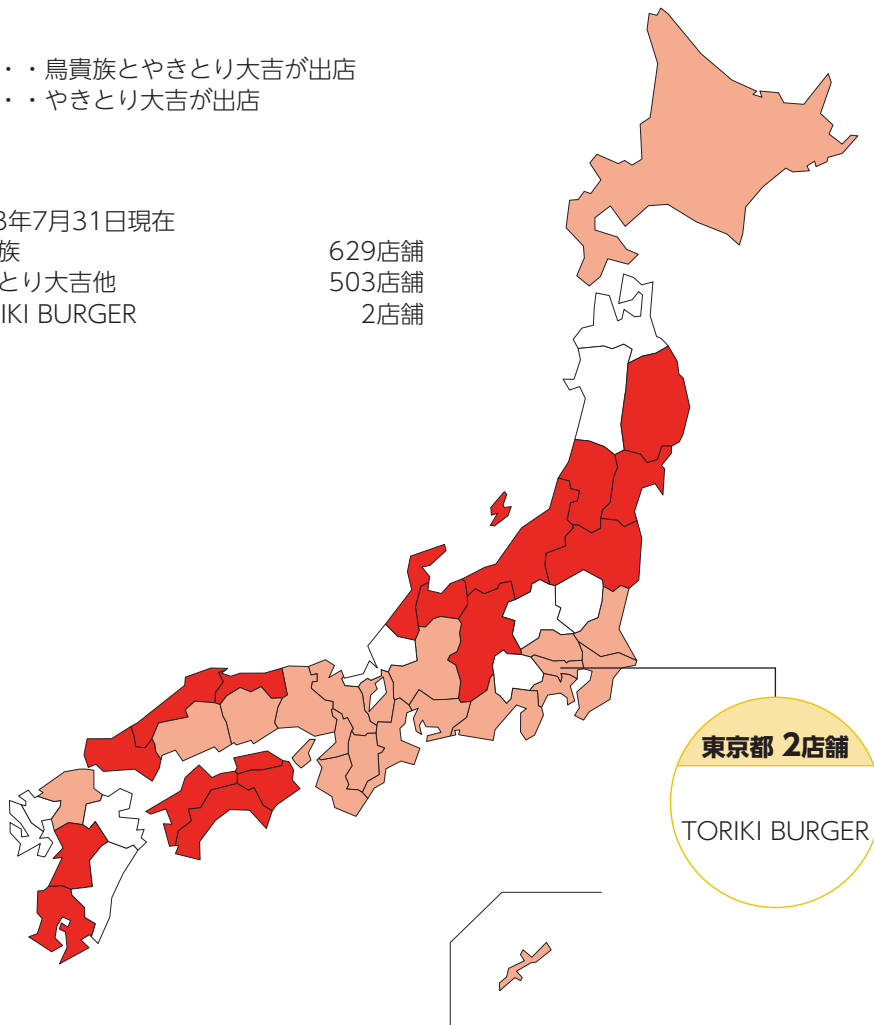 ・・鳥貴族とやきとり大吉が出店
・・やきとり大吉が出店
3年7月31日現在
族 629店舗
とり大吉他 503店舗
IKI BURGER 2店舗
東京都 2店舗
TORIKI BURGER